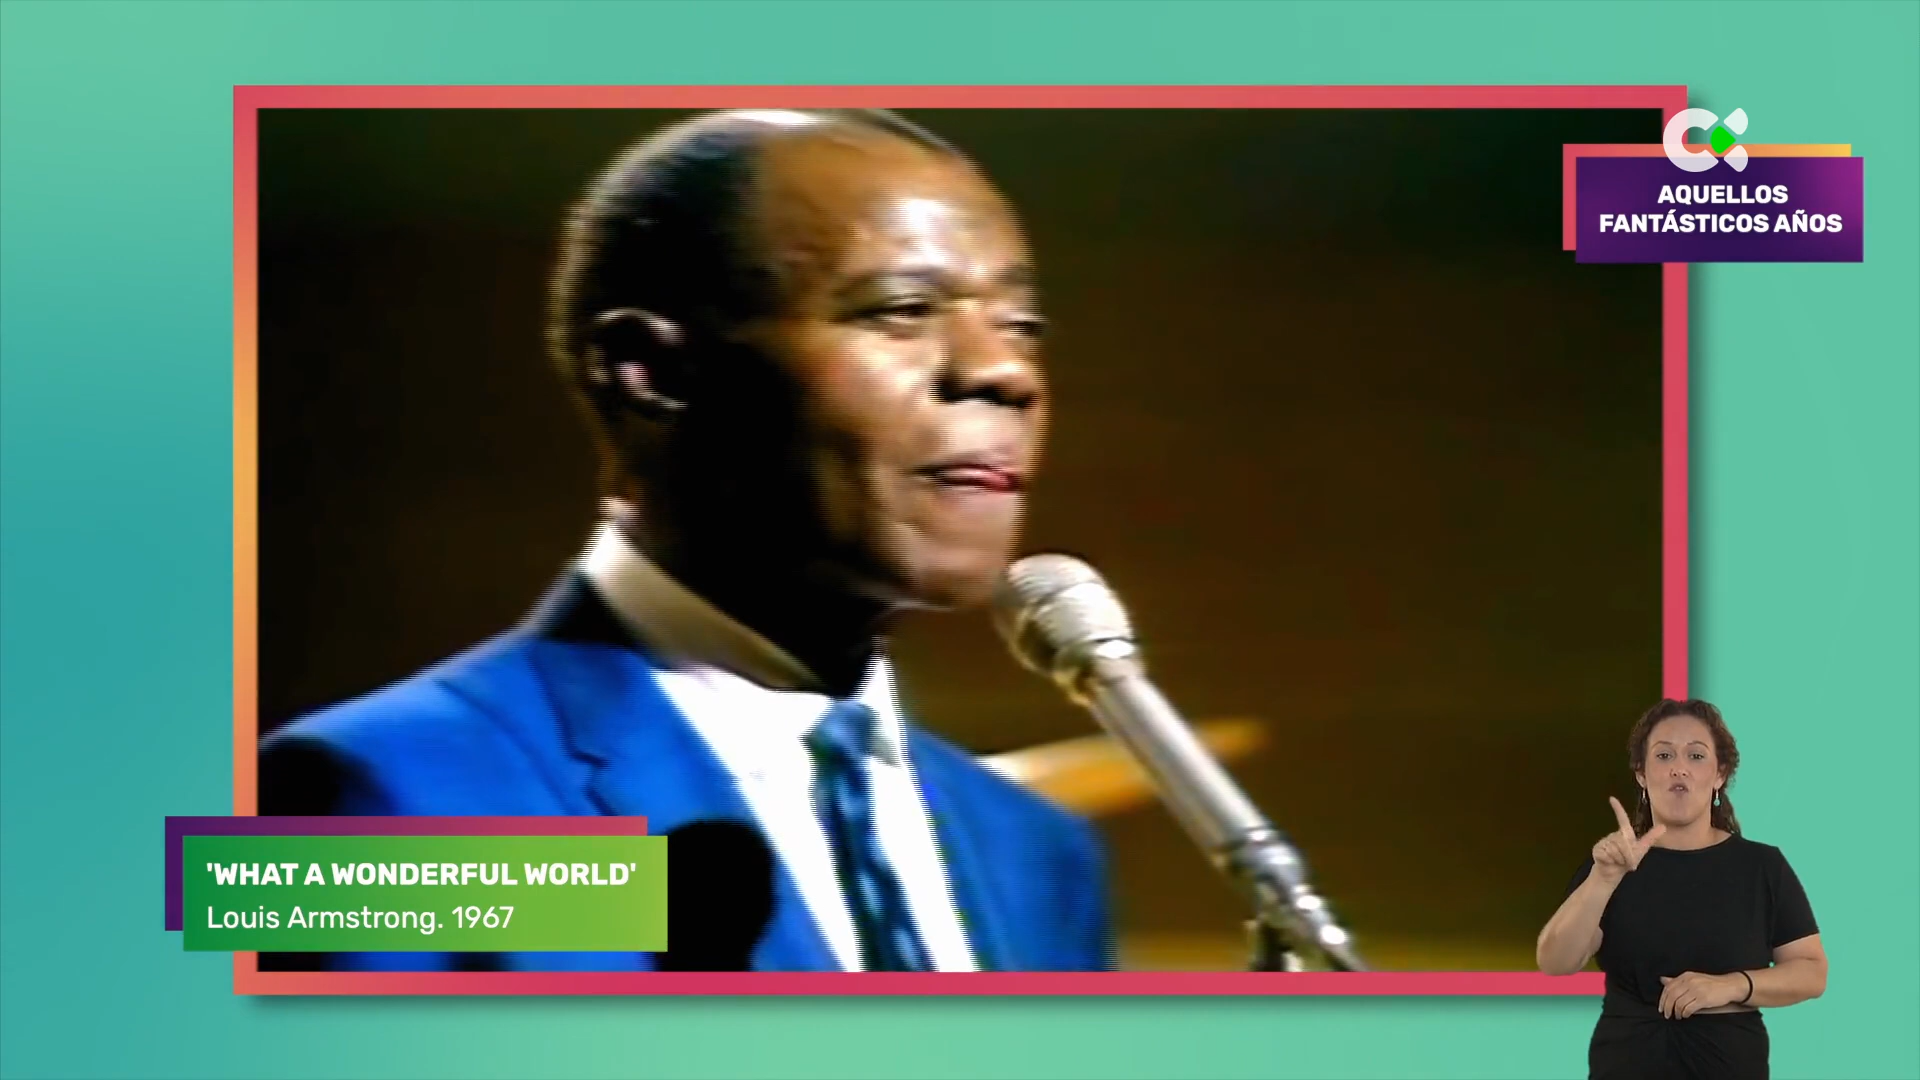 AQUELLOS
FANTÁSTICOS AÑOS
'WHAT A WONDERFUL WORLD'
Louis Armstrong. 1967